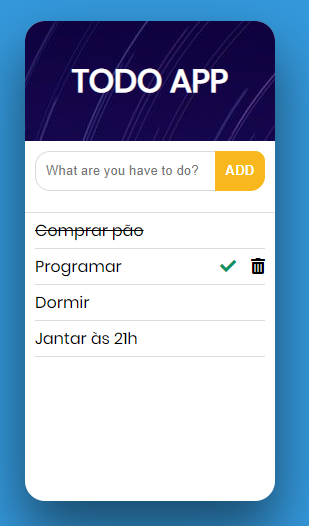 TODO APP
What are you have to do?
ADD
Comprar pão
Programar
Dormir
Jantar às 21h